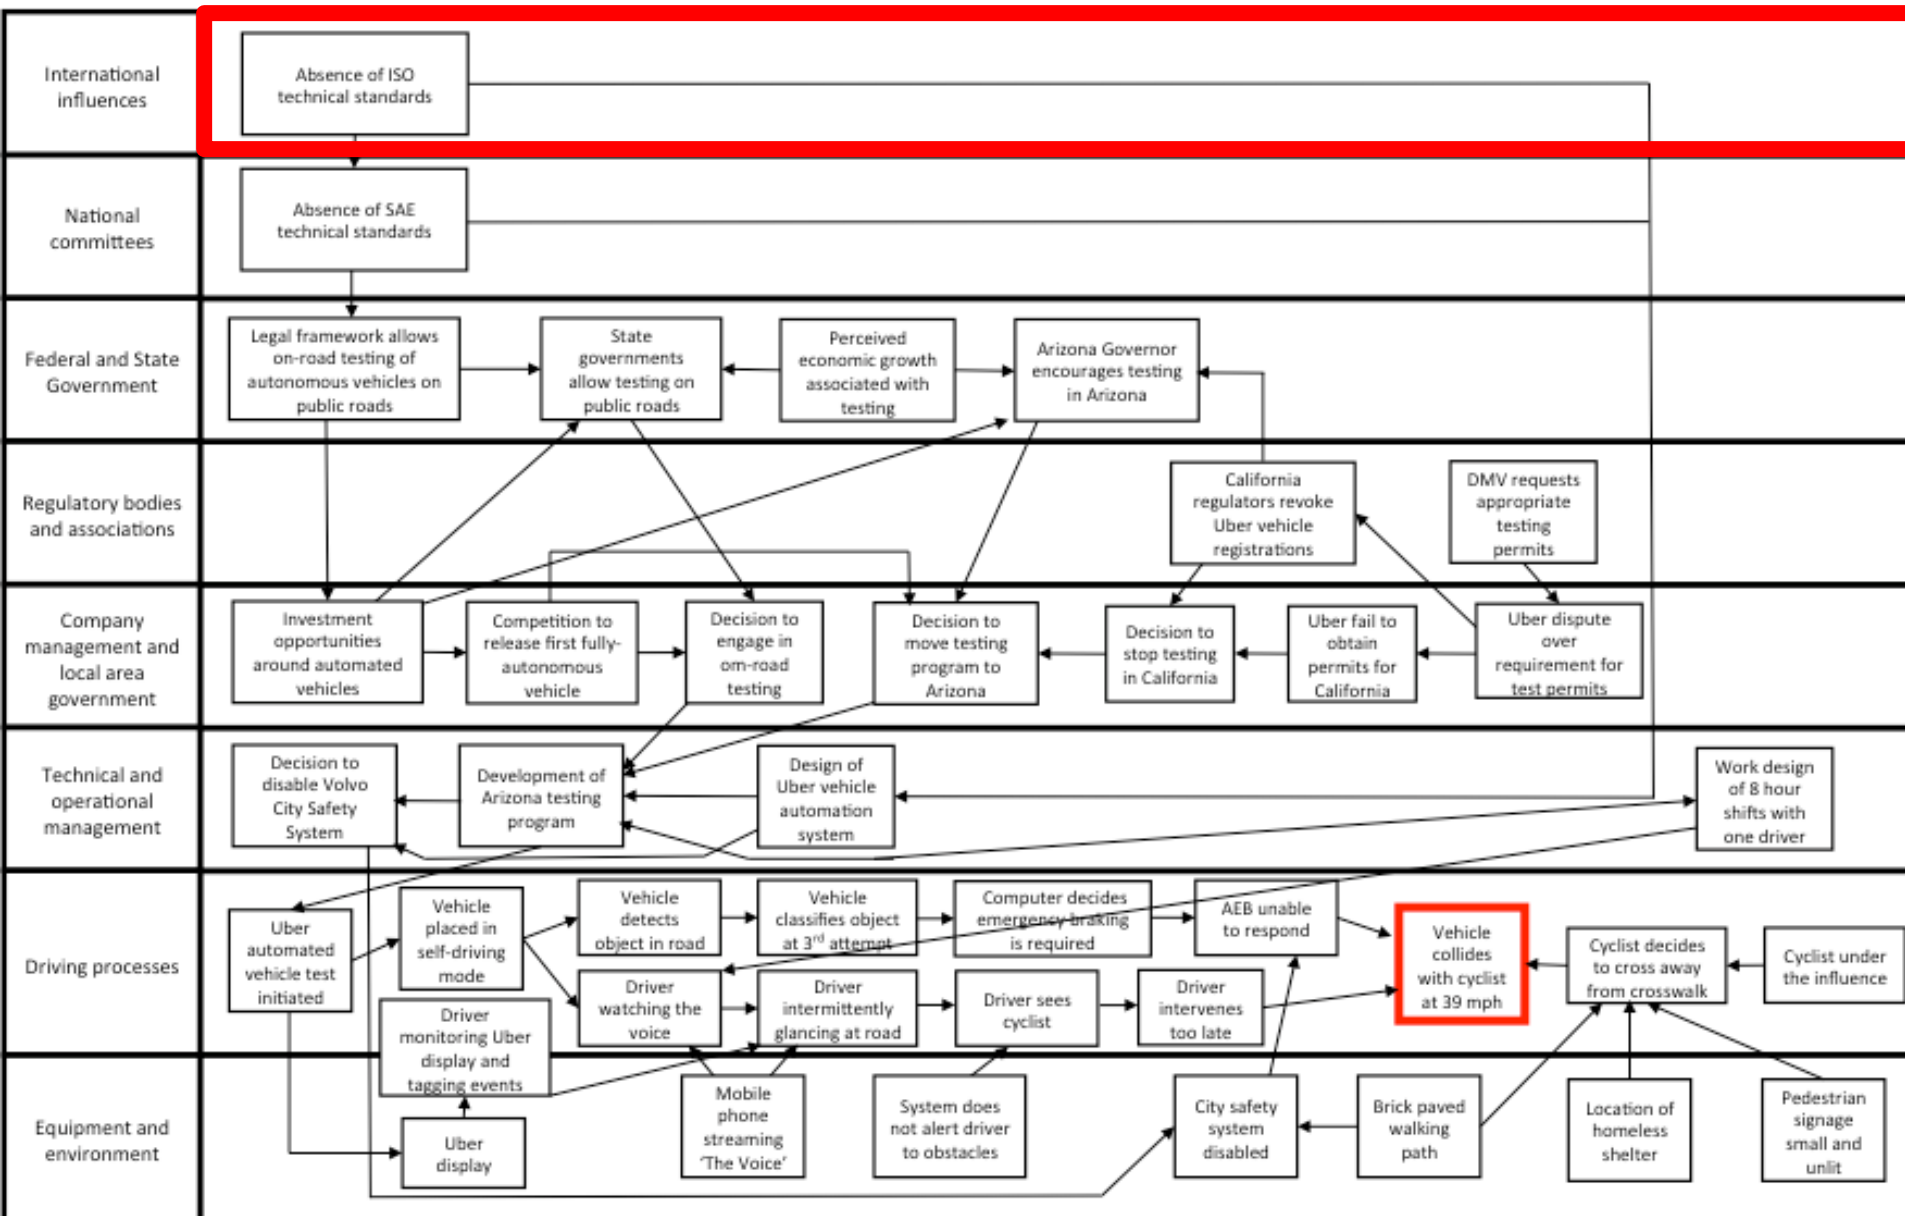 International
influences
Absence of ISO
technical standards
National
committees
Absence of SAE
technical standards
Federal and State
Government
Legal framework allows
on-road testing of
autonomous vehicles on
public roads
State
governments
allow testing on
public roads
Perceived
economic growth
associated with
testing
Arizona Governor
encourages testing
in Arizona
Regulatory bodies
and associations
California
regulators revoke
Uber vehicle
registrations
DMV requests
appropriate
testing
permits
Company
management and
local area
government
Investment
opportunities
around automated
vehicles
Competition to
release first fully-
autonomous
vehicle
Decision to
engage in
om-road
testing
Decision to
move testing
program to
Arizona
Decision to
stop testing
in California
Uber fail to
obtain
permits for
California
Uber dispute
over
requirement for
test permits
Technical and
operational
management
Decision to
disable Volvo
City Safety
System
Development of
Arizona testing
program
Design of
Uber vehicle
automation
system
Work design
of 8 hour
shifts with
one driver
Driving processes
Uber
automated
vehicle test
initiated
Vehicle
placed in
self-driving
mode
Vehicle
detects
object in road
Vehicle
classifies object
at 3rd attempt
Computer decides
emergency braking
is required
AEB unable
to respond
Vehicle
collides
with cyclist
at 39 mph
Cyclist decides
to cross away
from crosswalk
Cyclist under
the influence
Driver
monitoring Uber
display and
tagging events
Driver
watching the
voice
Driver
intermittently
glancing at road
Driver sees
cyclist
Driver
intervenes
too late
Equipment and
environment
Uber
display
Mobile
phone
streaming
'The Voice'
System does
not alert driver
to obstacles
City safety
system
disabled
Brick paved
walking
path
Location of
homeless
shelter
Pedestrian
signage
small and
unlit